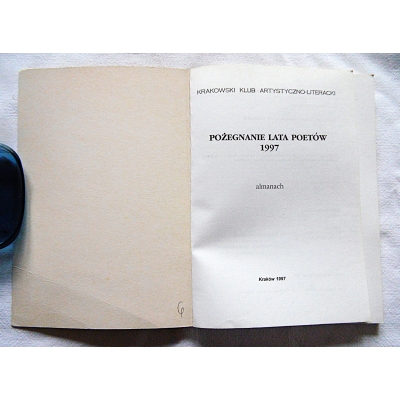 KRAKOWSKI KLUB ARTYSTYCZNO-LITERACKI
POŻEGNANIE LATA POETÓW
1997
almanach
Kraków 1997